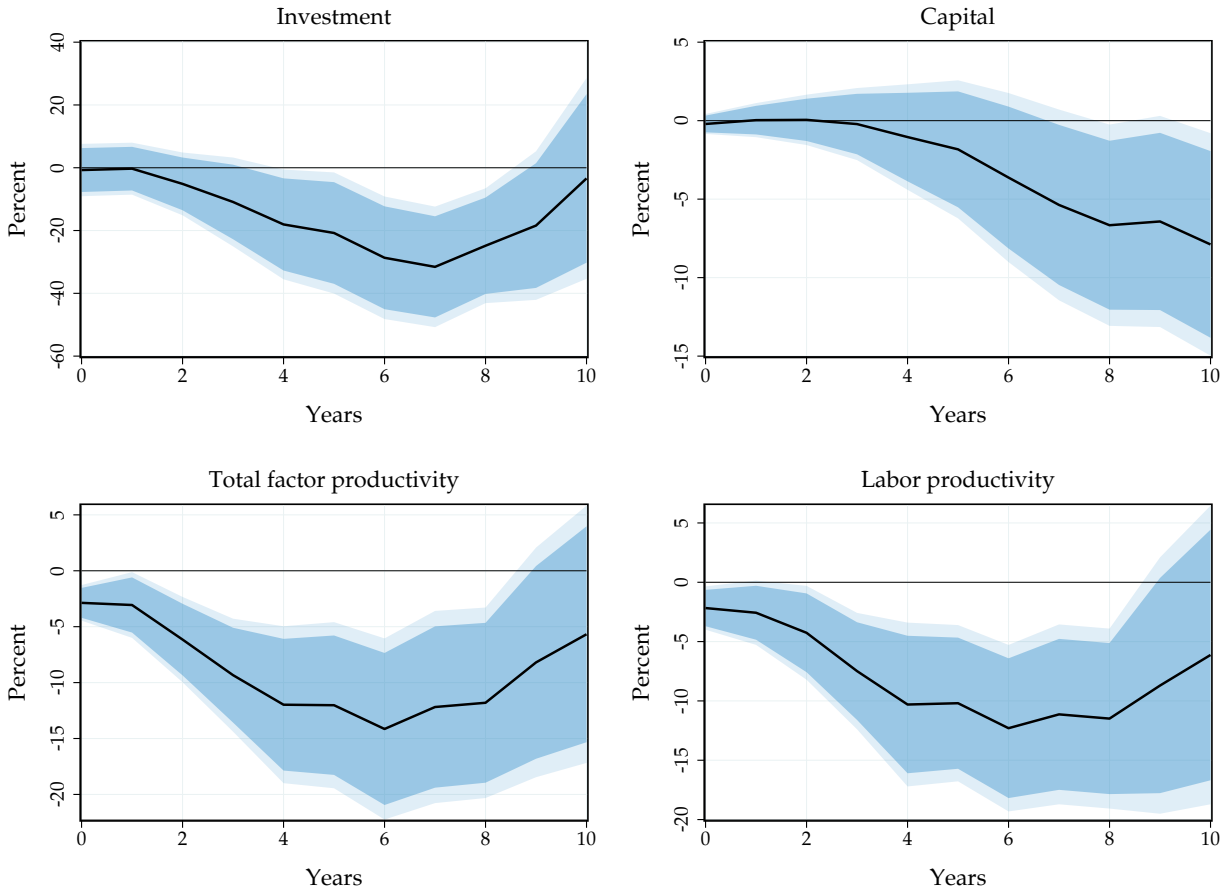 Investment
Percent
40
20
0
-20
-40
-60
0 2 4 6 8 10
Years
Capital
Percent
5
0
-5
-10
-15
0 2 4 6 8 10
Years
Total factor productivity
Percent
5
0
-5
-10
-15
-20
0 2 4 6 8 10
Years
Labor productivity
Percent
5
0
-5
-10
-15
-20
0 2 4 6 8 10
Years